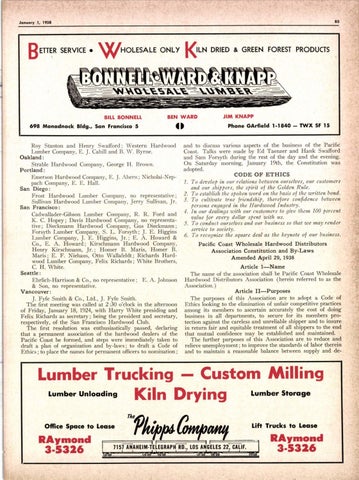 January 1, 1958
85
BETTER SERVICE • WHOLESALE ONLY KILN DRIED & GREEN FOREST PRODUCTS
BONNELL-WARD & KNAPP
WHOLESALE LUMBER
BILL BONNELL BEN WARD JIM KNAPP
698 Monadnock Bldg., San Francisco 5 Phone GArfield 1-1840 — TWX SF 15
Roy Stanton and Henry Swafford; Western Hardwood
Lumber Company, E. J. Cahill and B. W. Byrne.
Oakland:
Strable Hardwood Company, George H. Brown.
Portland:
Emerson Hardwood Company, E. J. Ahern; Nicholai-Nep-
pach Company, E. E. Hall.
San Diego:
Frost Hardwood Lumber Company, no representative;
Sullivan Hardwood Lumber Company, Jerry Sullivan, Jr.
San Francisco:
Cadwallader-Gibson Lumber Company, R. R. Ford and
K. C. Hopey; Davis Hardwood Company, no representa-
tive; Dieckmann Hardwood Company, Gus Dieckmann;
Forsyth Lumber Company, S. L. Forsyth; J. E. Higgins
Lumber Company, J. E. Higgins, Jr.; E. A. Howard &
Co., E. A. Howard; Kirschmann Hardwood Company,
Henry Kirschmann, Jr.; Homer B. Maris, Homer B.
Maris; E. F. Nielson, Otto Wallfeldt; Richards Hard-
wood Lumber Company, Felix Richards; White Brothers,
C. H. White.
Seattle:
Ehrlich-Harrison & Co., no representative; E. A. Johnson
& Son, no representative.
Vancouver:
J. Fyfe Smith & Co., Ltd., J. Fyfe Smith.
The first meeting was called at 2:30 o'clock in the afternoon
of Friday, January 18, 1924, with Harry White presiding and
Felix Richards as secretary; being the president and secretary,
respectively, of the San Francisco Hardwood Club.
The first resolution was enthusiastically passed, declaring
that a permanent association of the hardwood dealers of the
Pacific Coast be formed, and steps were immediately taken to
draft a plan of organization and by-laws; to draft a Code of
Ethics; to place the names for permanent officers to nomination;
and to discuss various aspects of the business of the Pacific
Coast. Talks were made by Ed Tanner and Hank Swafford
and Sam Forsyth during the rest of the day and the evening.
On Saturday morning, January 19th, the Constitution was
adopted.
CODE OF ETHICS
1. To develop in our relations between ourselves, our customers
and our shippers, the spirit of the Golden Rule.
2. To establish the spoken word on the basis of the written bond.
3. To cultivate true friendship, therefore confidence between
persons engaged in the Hardwood Industry.
4. In our dealings with our customers to give them 100 percent
value for every dollar spent with us.
5. To conduct our business at a profit so that we may render
service to society.
6. To recognize the square deal as the keynote of our business.
Pacific Coast Wholesale Hardwood Distributors
Association Constitution and By-Laws
Amended April 29, 1938
Article I—Name
The name of the association shall be Pacific Coast Wholesale
Hardwood Distributors Association (herein referred to as the
Association.)
Article II—Purposes
The purposes of this Association are to adopt a Code of
Ethics looking to the elimination of unfair competitive practices
among its members to ascertain accurately the cost of doing
business in all departments, to secure for its members pro-
tection against the careless and unreliable shipper and to insure
in return fair and equitable treatment of all shippers to the end
that mutual confidence may be established and maintained.
The further purposes of this Association are to reduce and
relieve unemployment; to improve the standards of labor therein
and to maintain a reasonable balance between supply and de-
Lumber Trucking — Custom Milling
Lumber Unloading Kiln Drying Lumber Storage
Office Space to Lease The Phipps Company Lift Trucks to Lease
RAymond
3-5326
7157 ANAHEIM-TELEGRAPH RD., LOS ANGELES 22, CALIF.
RAymond
3-5326